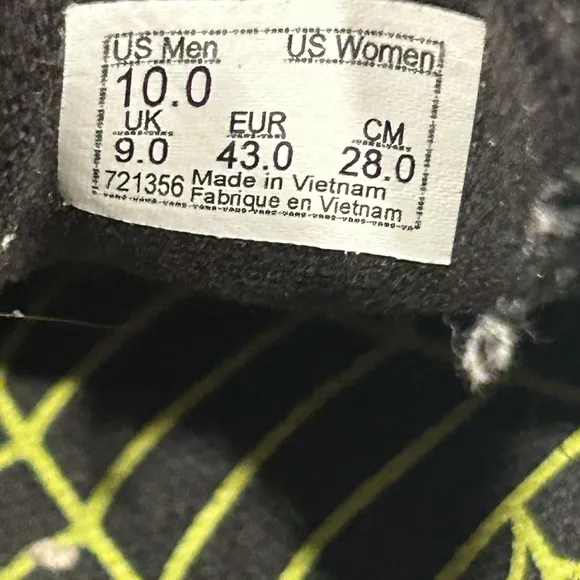 US Men US Women
10.0
UK EUR CM
9.0 43.0 28.0
721356 Made in Vietnam
Fabrique en Vietnam